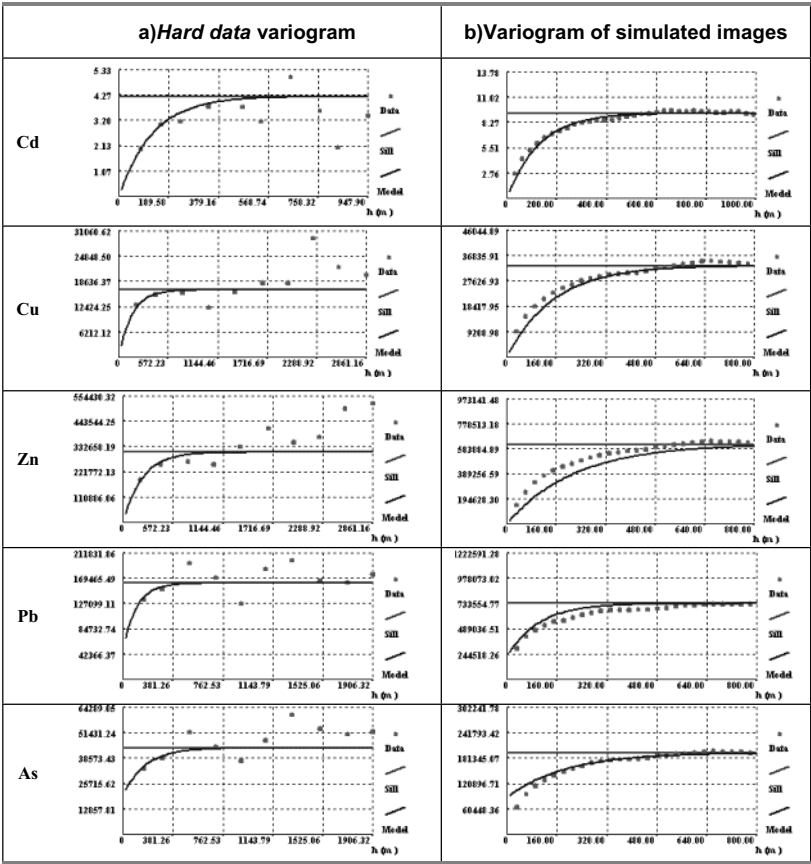 a)Hard data variogram
b)Variogram of simulated images
Cd
5.33
4.27
3.20
2.13
1.07
0 189.58 379.16 568.74 758.32 947.90
h (m)
Data
Sill
Model
13.78
11.02
8.27
5.51
2.76
0 200.00 400.00 600.00 800.00 1000.00
h (m)
Data
Sill
Model
Cu
31060.62
24848.50
18636.37
12424.25
6212.12
0 572.23 1144.46 1716.69 2288.92 2861.16
h (m)
Data
Sill
Model
46044.89
36835.91
27626.93
18417.95
9208.98
0 160.00 320.00 480.00 640.00 800.00
h (m)
Data
Sill
Model
Zn
554430.32
443544.25
332658.19
221772.13
110886.06
0 572.23 1144.46 1716.69 2288.92 2861.16
h (m)
Data
Sill
Model
973141.48
778513.18
583884.89
389256.59
194628.30
0 160.00 320.00 480.00 640.00 800.00
h (m)
Data
Sill
Model
Pb
211831.86
169465.49
127099.11
84732.74
42366.37
0 381.26 762.53 1143.79 1525.06 1906.32
h (m)
Data
Sill
Model
1222591.28
978073.02
733554.77
489036.51
244518.26
0 160.00 320.00 480.00 640.00 800.00
h (m)
Data
Sill
Model
As
64289.05
51431.24
38573.43
25715.62
12857.81
0 381.26 762.53 1143.79 1525.06 1906.32
h (m)
Data
Sill
Model
302241.78
241793.42
181345.07
120896.71
60448.36
0 160.00 320.00 480.00 640.00 800.00
h (m)
Data
Sill
Model